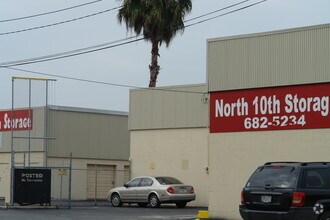 North 10th Storag
682-5234
Storage
POSTED